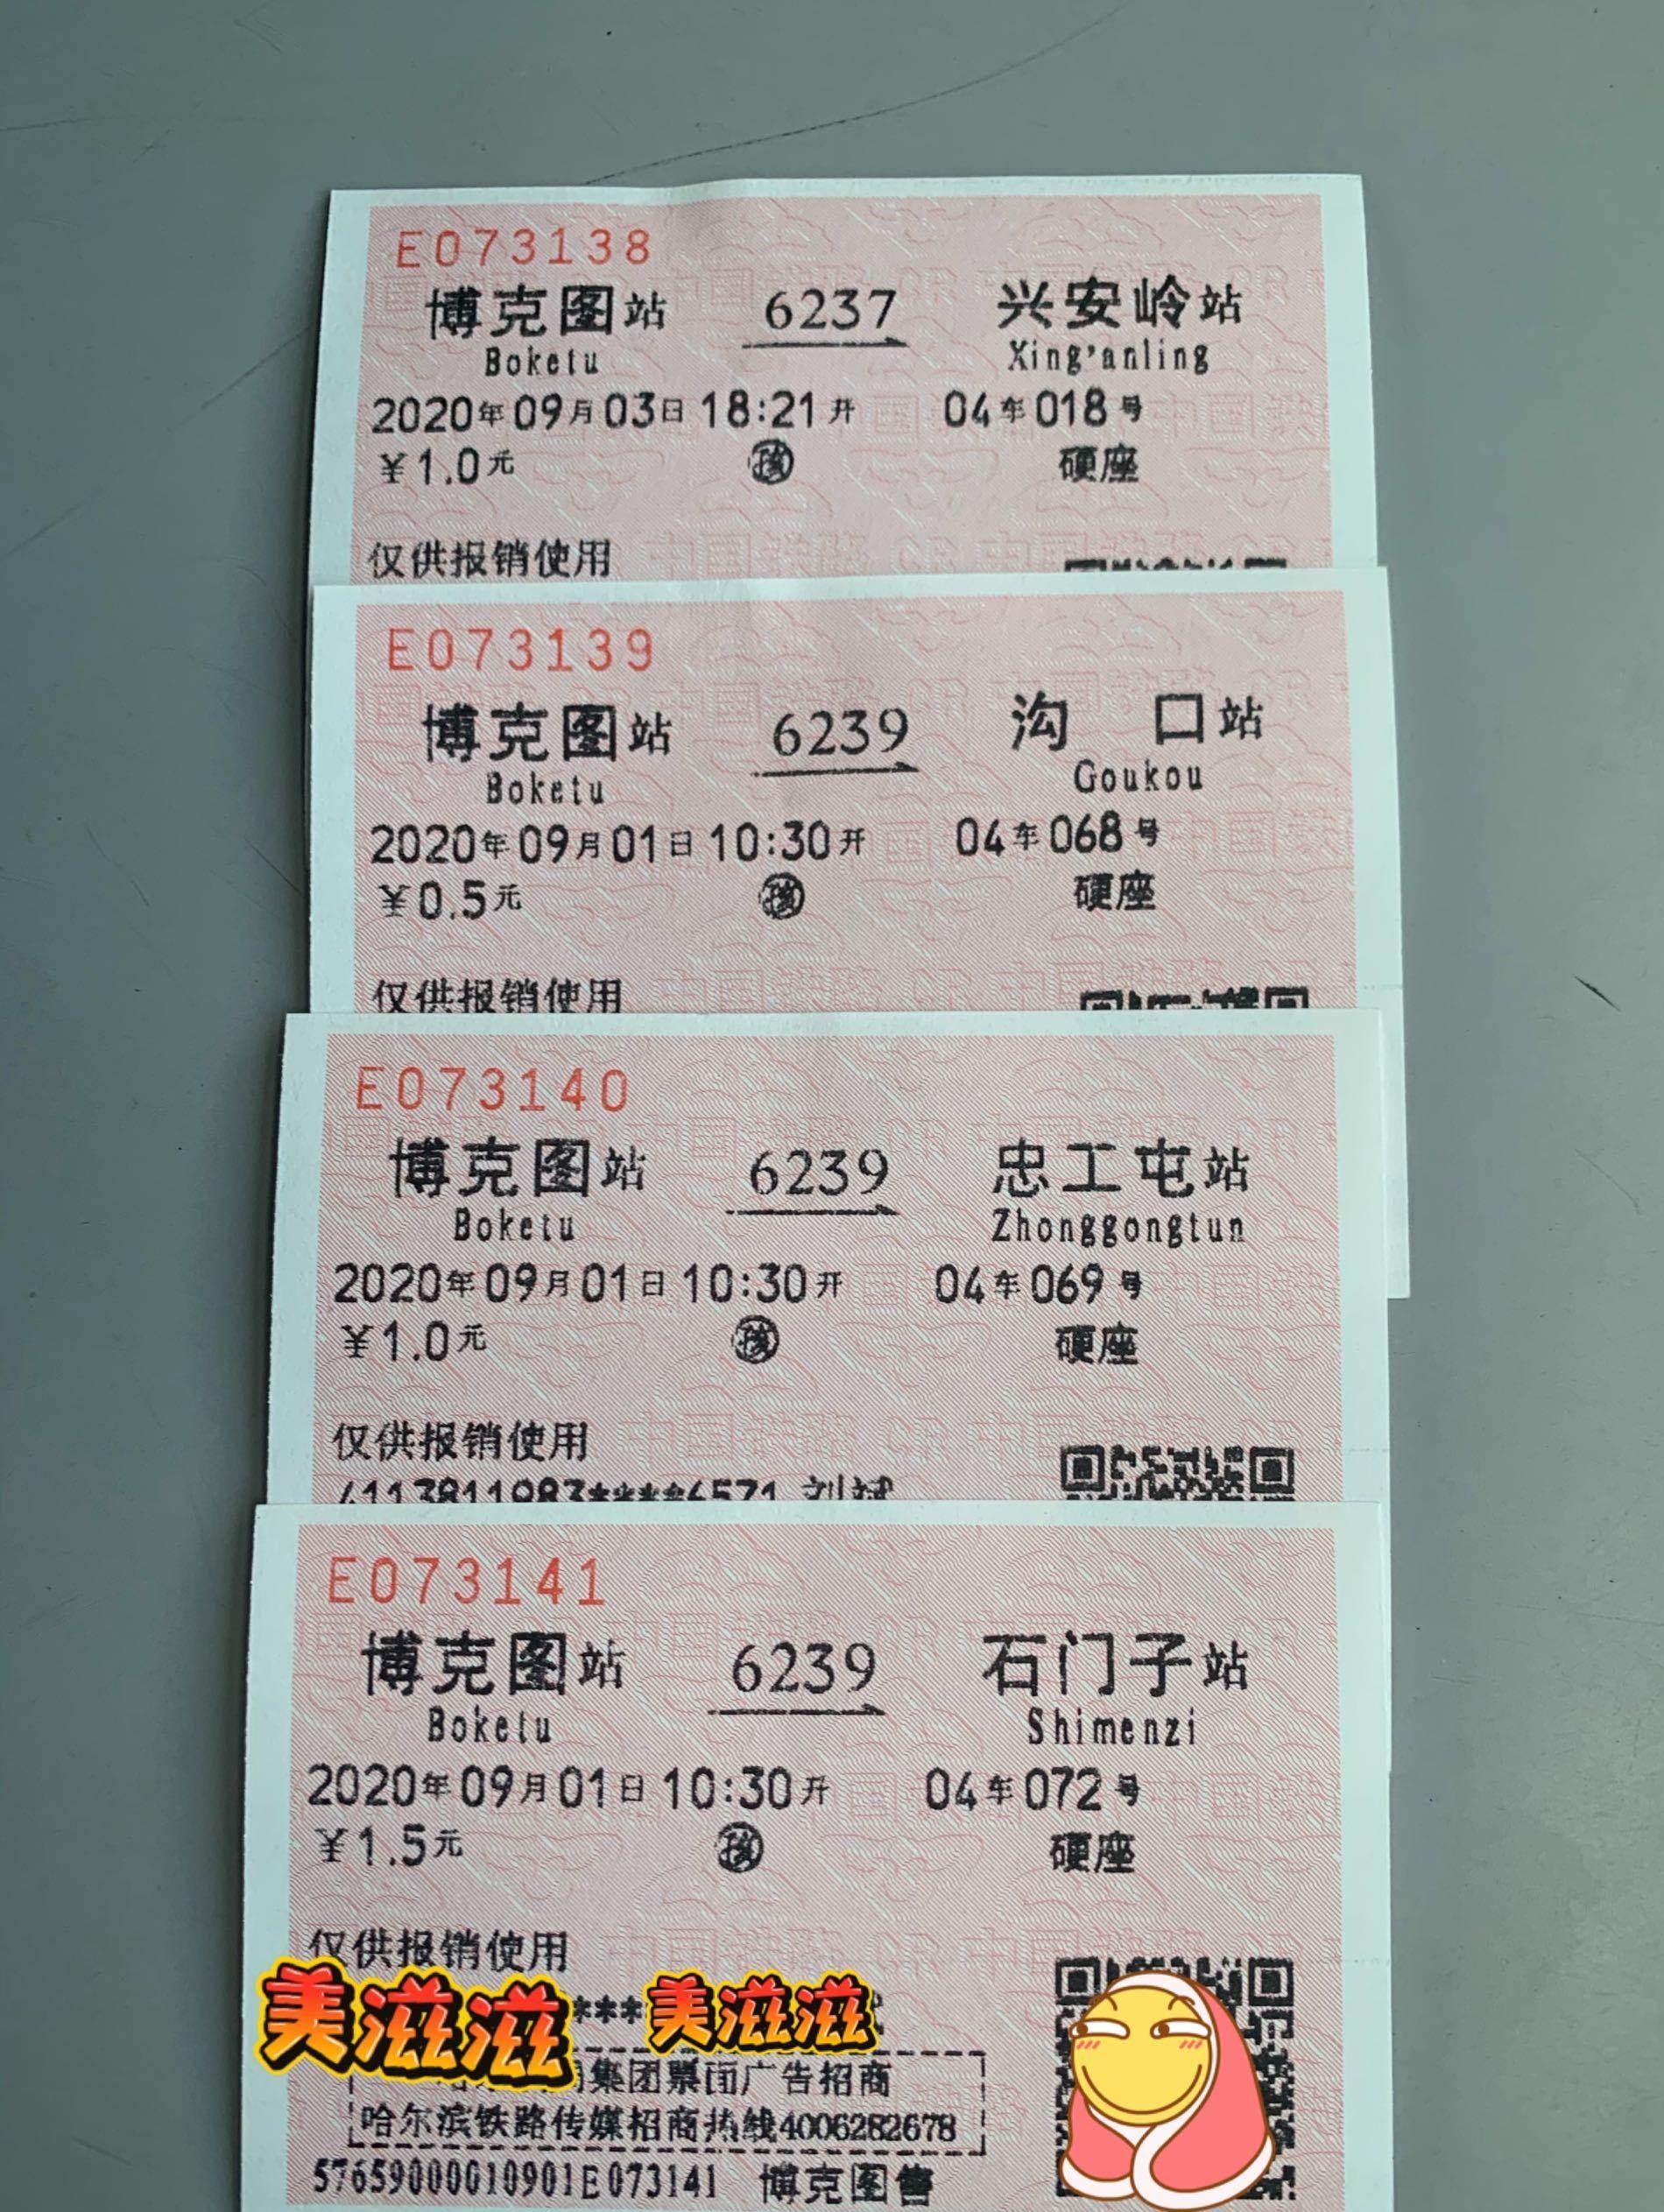 E073138
博克图站 6237 兴安岭站
Boketu Xing'anling
2020年09月03日18:21开 04车018号
¥1.0元 孩 硬座
仅供报销使用
E073139
博克图站 6239 沟口站
Boketu Goukou
2020年09月01日10:30开 04车068号
¥0.5元 孩 硬座
仅供报销使用
E073140
博克图站 6239 忠工屯站
Boketu Zhonggongtun
2020年09月01日10:30开 04车069号
¥1.0元 孩 硬座
仅供报销使用
4113811983****6571 刘斌
E073141
博克图站 6239 石门子站
Boketu Shimenzi
2020年09月01日10:30开 04车072号
¥1.5元 孩 硬座
仅供报销使用
美滋滋 *** 美滋滋
集团票面广告招商
哈尔滨铁路传媒招商热线4006282678
57659000010901E073141 博克图售